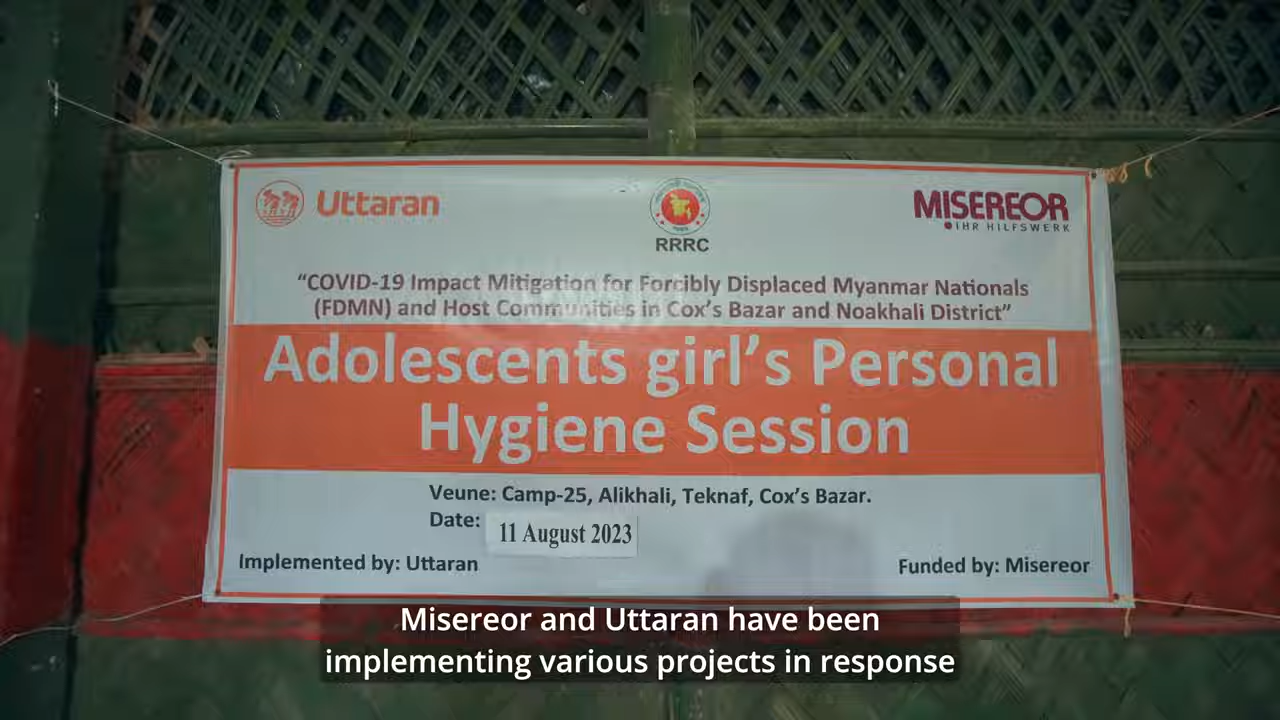 Uttaran
RRRC
MISEREOR
IHR HILFSWERK
“COVID-19 Impact Mitigation for Forcibly Displaced Myanmar Nationals
(FDMN) and Host Communities in Cox’s Bazar and Noakhali District”
Adolescents girl’s Personal
Hygiene Session
Veune: Camp-25, Alikhali, Teknaf, Cox’s Bazar.
Date: 11 August 2023
Implemented by: Uttaran
Funded by: Misereor
Misereor and Uttaran have been
implementing various projects in response